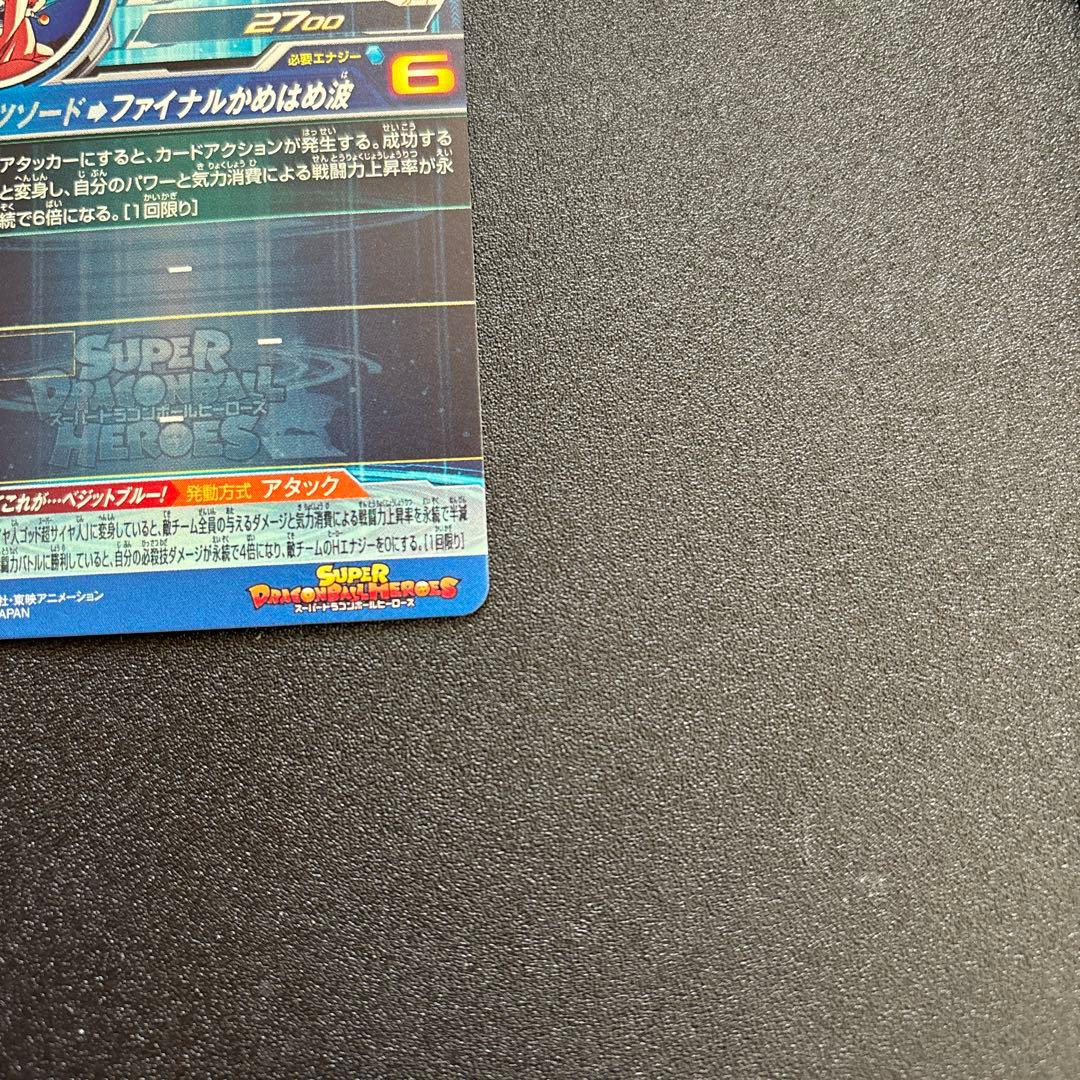 2700
必要エナジー 6
ツソード➡ファイナルかめはめ波
アタッカーにすると、カードアクションが発生する。成功する
と変身し、自分のパワーと気力消費による戦闘力上昇率が永
続で6倍になる。[1回限り]
SUPER
DRAGONBALL
スーパードラゴンボールヒーローズ
HEROES
これが…ベジットブルー! 発動方式 アタック
ヤ人ゴッド超サイヤ人」に変身していると、敵チーム全員の与えるダメージと気力消費による戦闘力上昇率を永続で半減
闘力バトルに勝利していると、自分の必殺技ダメージが永続で4倍になり、敵チームのHエナジーを0にする。[1回限り]
社・東映アニメーション
JAPAN
SUPER
DRAGONBALL HEROES
スーパードラゴンボールヒーローズ